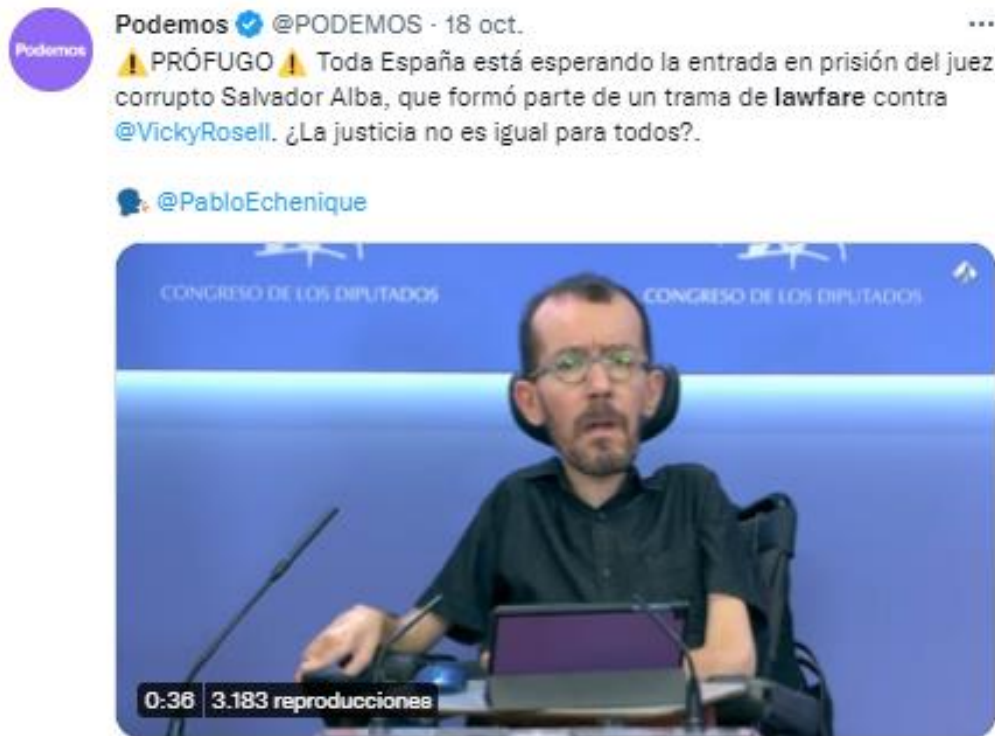 Podemos
Podemos @PODEMOS · 18 oct.
PRÓFUGO Toda España está esperando la entrada en prisión del juez
corrupto Salvador Alba, que formó parte de un trama de lawfare contra
@VickyRosell. ¿La justicia no es igual para todos?.
@PabloEchenique
CONGRESO DE LOS DIPUTADOS
CONGRESO DE LOS DIPUTADOS
0:36 3.183 reproducciones